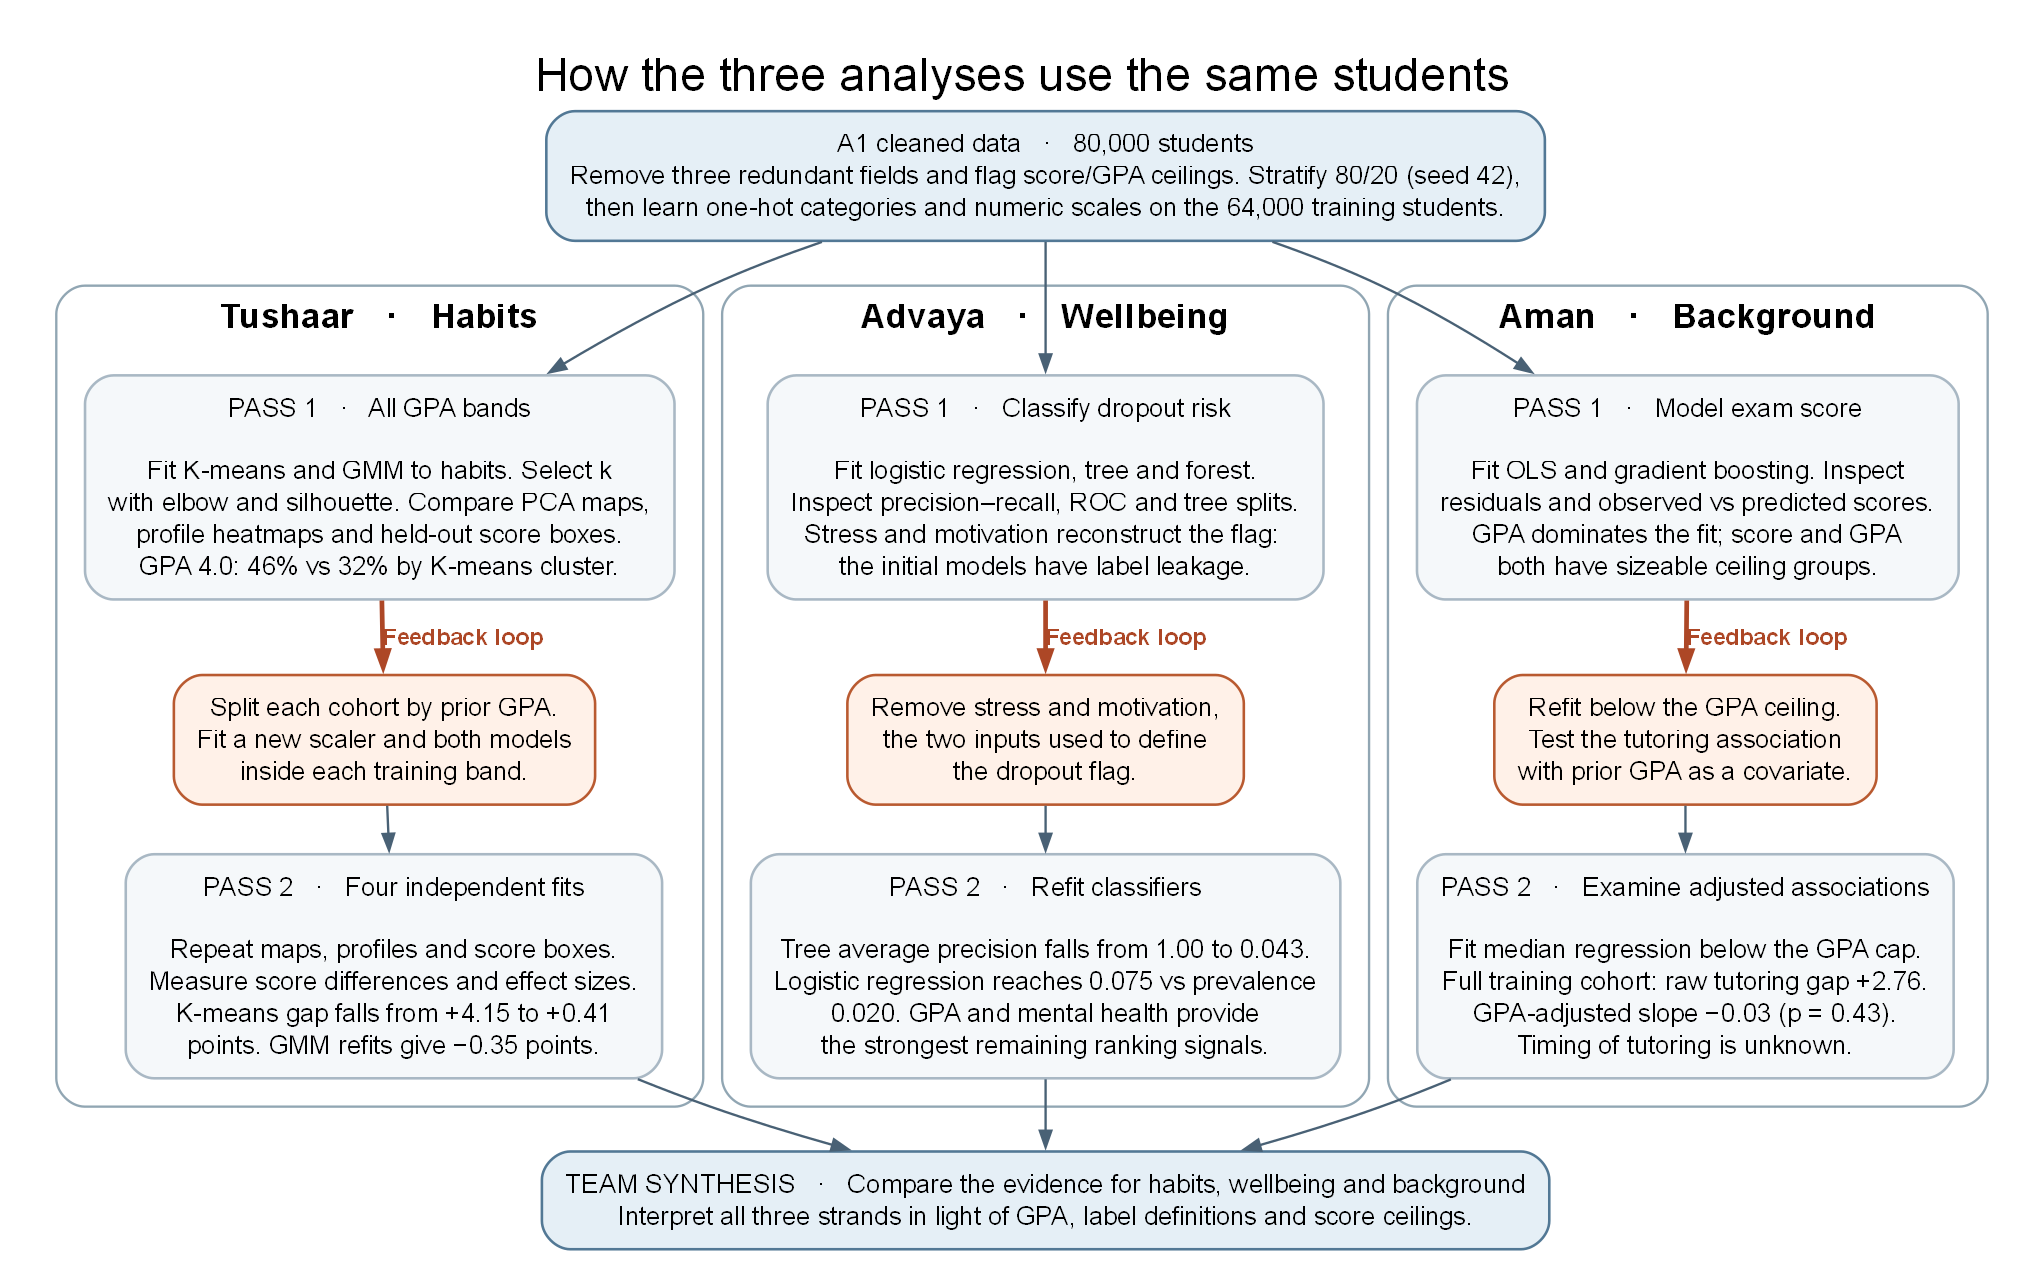 How the three analyses use the same students
A1 cleaned data · 80,000 students
Remove three redundant fields and flag score/GPA ceilings. Stratify 80/20 (seed 42),
then learn one-hot categories and numeric scales on the 64,000 training students.
Tushaar · Habits
PASS 1 · All GPA bands
Fit K-means and GMM to habits. Select k
with elbow and silhouette. Compare PCA maps,
profile heatmaps and held-out score boxes.
GPA 4.0: 46% vs 32% by K-means cluster.
Feedback loop
Split each cohort by prior GPA.
Fit a new scaler and both models
inside each training band.
PASS 2 · Four independent fits
Repeat maps, profiles and score boxes.
Measure score differences and effect sizes.
K-means gap falls from +4.15 to +0.41
points. GMM refits give −0.35 points.
Advaya · Wellbeing
PASS 1 · Classify dropout risk
Fit logistic regression, tree and forest.
Inspect precision–recall, ROC and tree splits.
Stress and motivation reconstruct the flag:
the initial models have label leakage.
Feedback loop
Remove stress and motivation,
the two inputs used to define
the dropout flag.
PASS 2 · Refit classifiers
Tree average precision falls from 1.00 to 0.043.
Logistic regression reaches 0.075 vs prevalence
0.020. GPA and mental health provide
the strongest remaining ranking signals.
Aman · Background
PASS 1 · Model exam score
Fit OLS and gradient boosting. Inspect
residuals and observed vs predicted scores.
GPA dominates the fit; score and GPA
both have sizeable ceiling groups.
Feedback loop
Refit below the GPA ceiling.
Test the tutoring association
with prior GPA as a covariate.
PASS 2 · Examine adjusted associations
Fit median regression below the GPA cap.
Full training cohort: raw tutoring gap +2.76.
GPA-adjusted slope −0.03 (p = 0.43).
Timing of tutoring is unknown.
TEAM SYNTHESIS · Compare the evidence for habits, wellbeing and background
Interpret all three strands in light of GPA, label definitions and score ceilings.